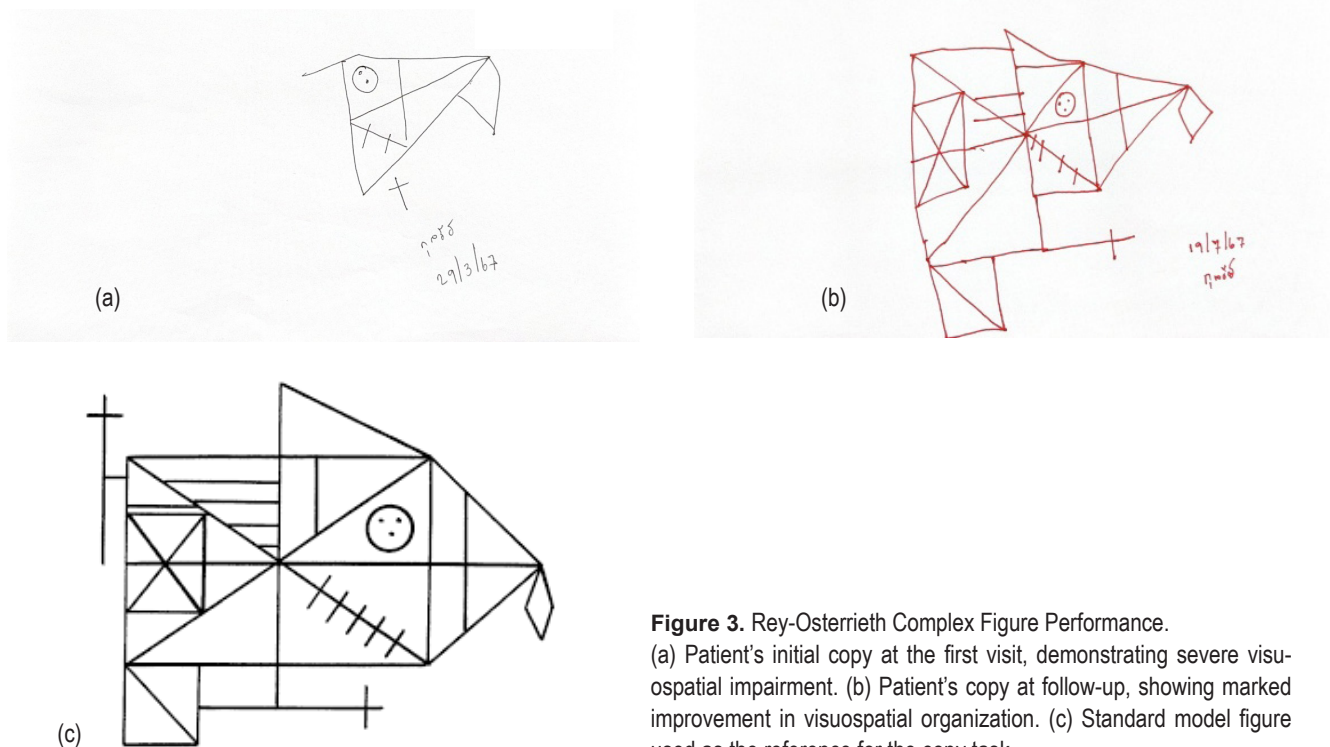 29/3/67
(a)
19/7/67
(b)
(c)
Figure 3. Rey-Osterrieth Complex Figure Performance.
(a) Patient’s initial copy at the first visit, demonstrating severe visu-
ospatial impairment. (b) Patient’s copy at follow-up, showing marked
improvement in visuospatial organization. (c) Standard model figure
used as the reference for the copy task